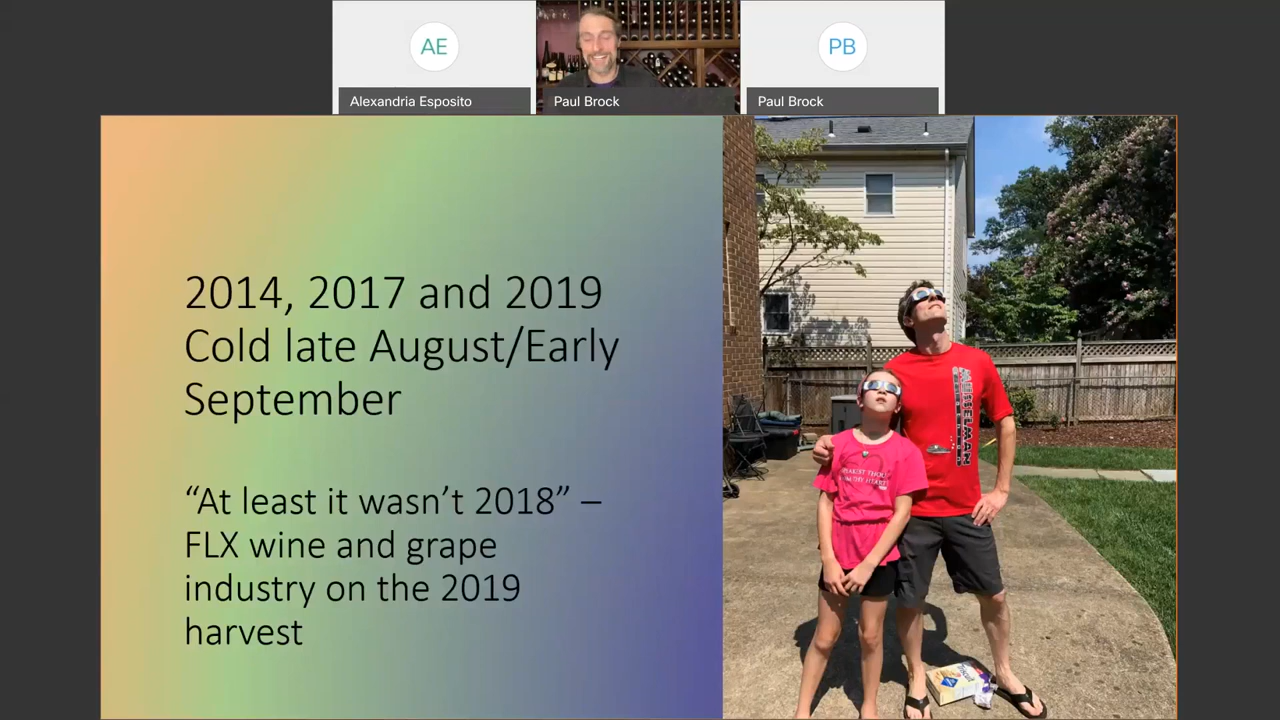 AE
Alexandria Esposito
Paul Brock
PB
Paul Brock
2014, 2017 and 2019
Cold late August/Early
September
“At least it wasn’t 2018” –
FLX wine and grape
industry on the 2019
harvest